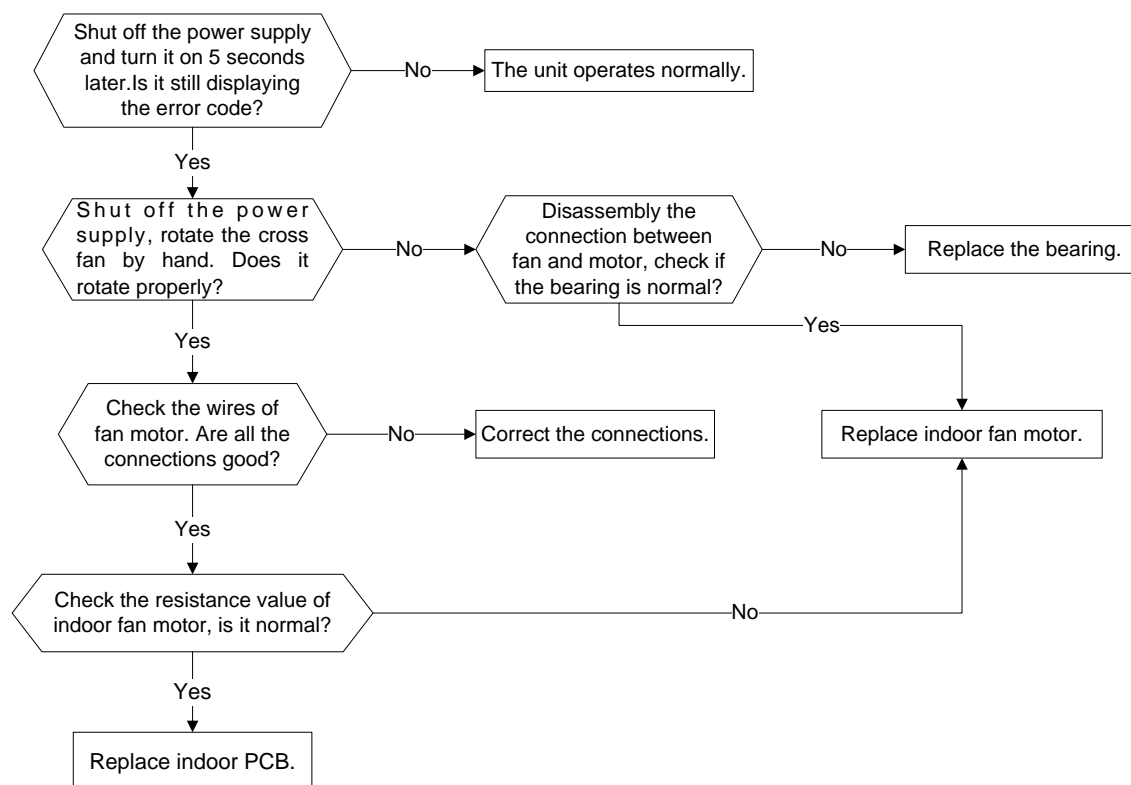 Shut off the power supply
and turn it on 5 seconds
later.Is it still displaying
the error code?
No
The unit operates normally.
Yes
Shut off the power
supply, rotate the cross
fan by hand. Does it
rotate properly?
No
Disassembly the
connection between
fan and motor, check if
the bearing is normal?
No
Replace the bearing.
Yes
Yes
Check the wires of
fan motor. Are all the
connections good?
No
Correct the connections.
Replace indoor fan motor.
Yes
Check the resistance value of
indoor fan motor, is it normal?
No
Yes
Replace indoor PCB.